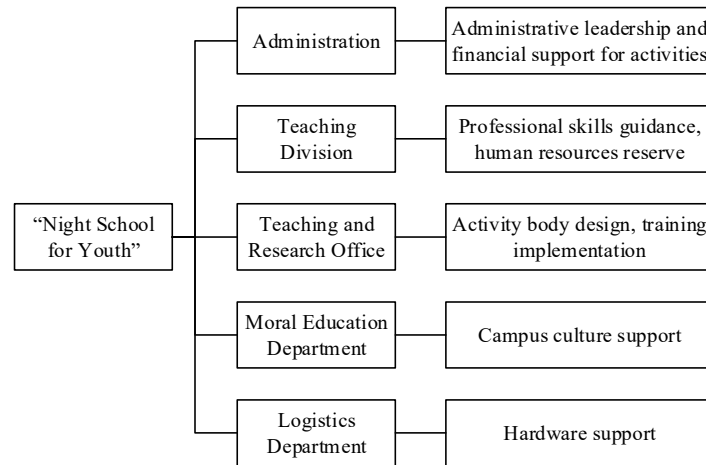 Administration
Administrative leadership and
financial support for activities
Teaching
Division
Professional skills guidance,
human resources reserve
“Night School
for Youth”
Teaching and
Research Office
Activity body design, training
implementation
Moral Education
Department
Campus culture support
Logistics
Department
Hardware support